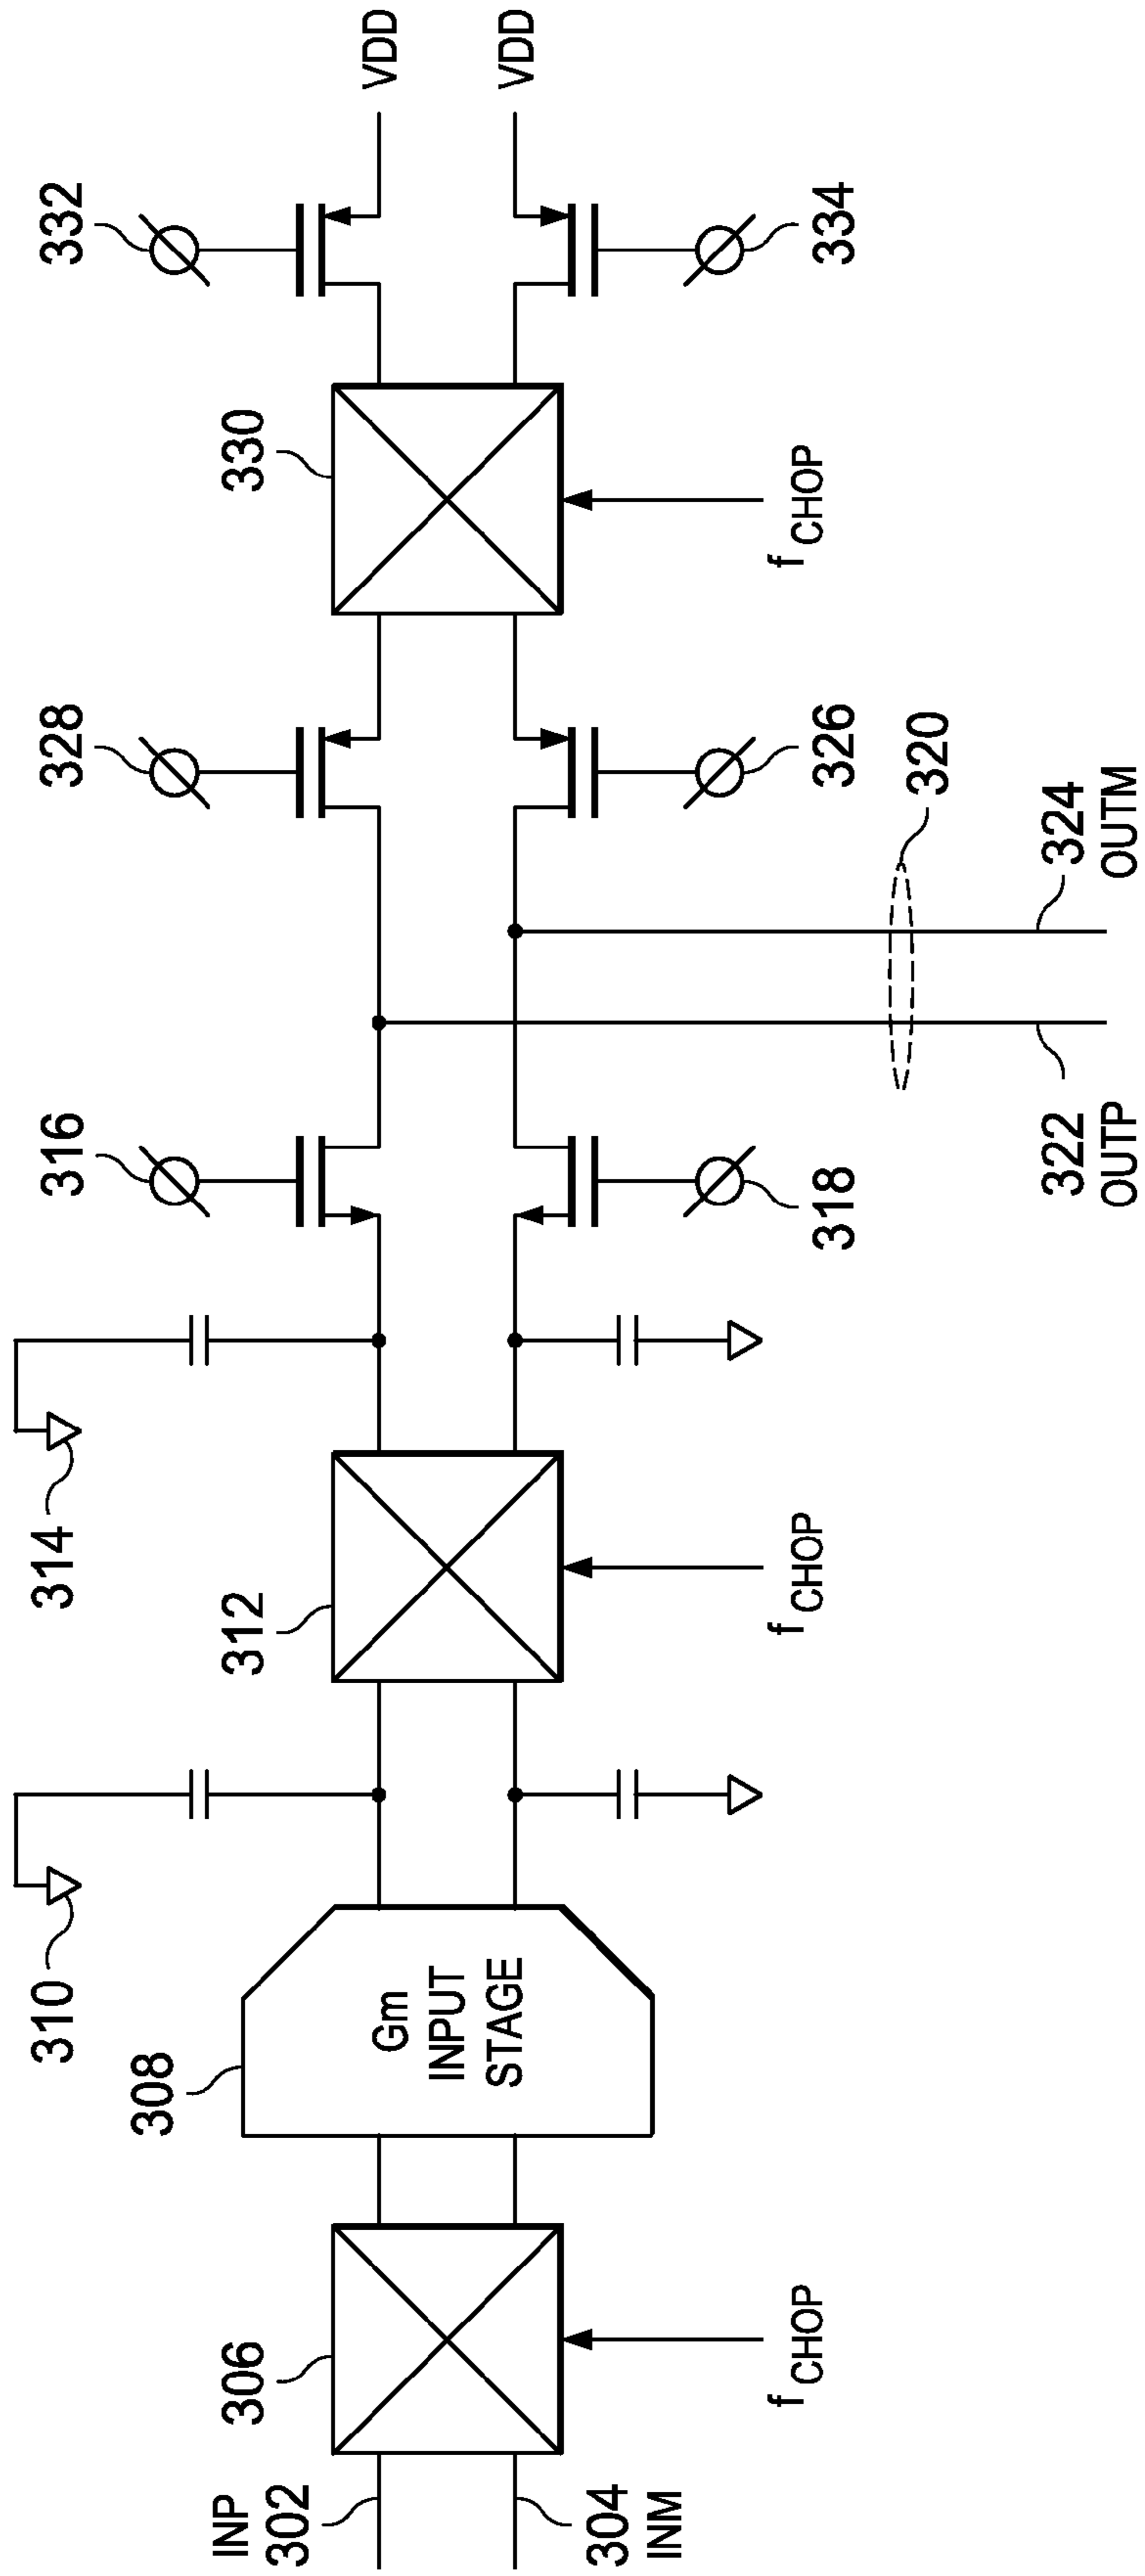 INP
302
304
INM
306
fCHOP
308
Gm
INPUT
STAGE
310
312
fCHOP
314
316
318
322
OUTP
320
324
OUTM
328
326
330
fCHOP
332
334
VDD
VDD